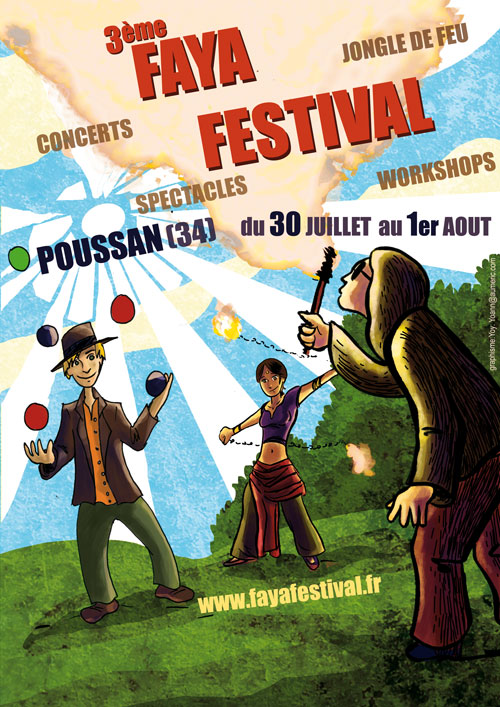 3ème
FAYA
FESTIVAL
JONGLE DE FEU
CONCERTS
SPECTACLES
WORKSHOPS
POUSSAN (34) du 30 JUILLET au 1er AOUT
www.fayafestival.fr